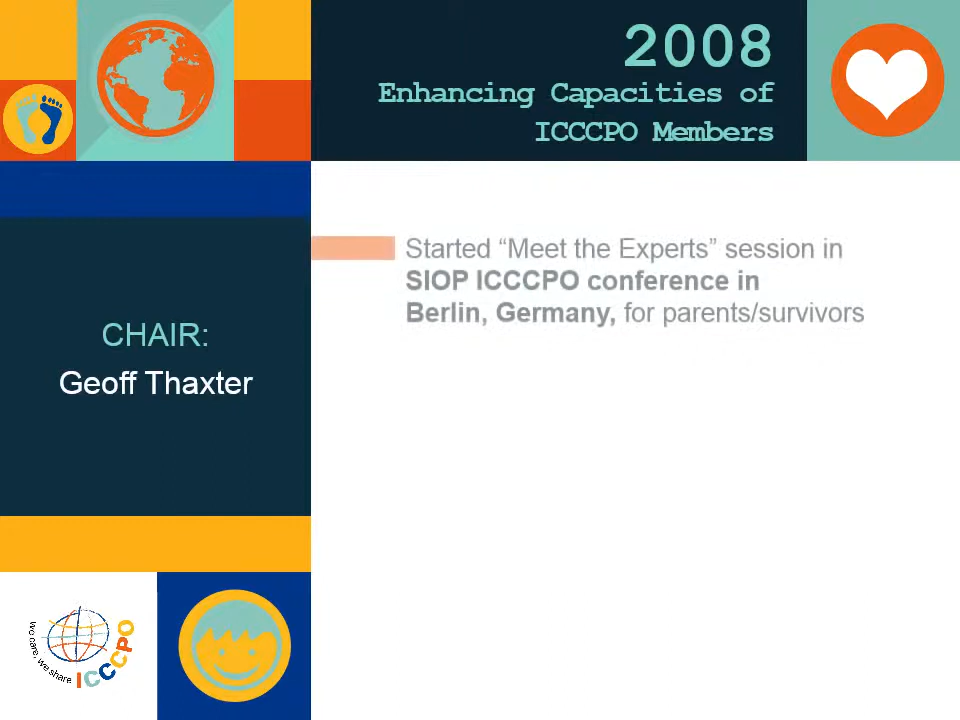 2008
Enhancing Capacities of
ICCCPO Members
Started “Meet the Experts” session in
SIOP ICCCPO conference in
Berlin, Germany, for parents/survivors
CHAIR:
Geoff Thaxter
We care, we share
ICCCPO